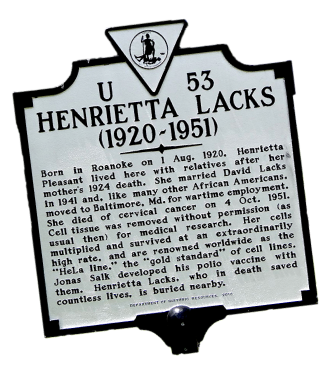 U 53
HENRIETTA LACKS
(1920-1951)
Born in Roanoke on 1 Aug. 1920, Henrietta
Pleasant lived here with relatives after her
mother's 1924 death. She married David Lacks
in 1941 and, like many other African Americans,
moved to Baltimore, Md. for wartime employment.
She died of cervical cancer on 4 Oct. 1951.
Cell tissue was removed without permission (as
usual then) for medical research. Her cells
multiplied and survived at an extraordinarily
high rate, and are renowned worldwide as the
"HeLa line," the "gold standard" of cell lines.
Jonas Salk developed his polio vaccine with
them. Henrietta Lacks, who in death saved
countless lives, is buried nearby.
DEPARTMENT OF HISTORIC RESOURCES,